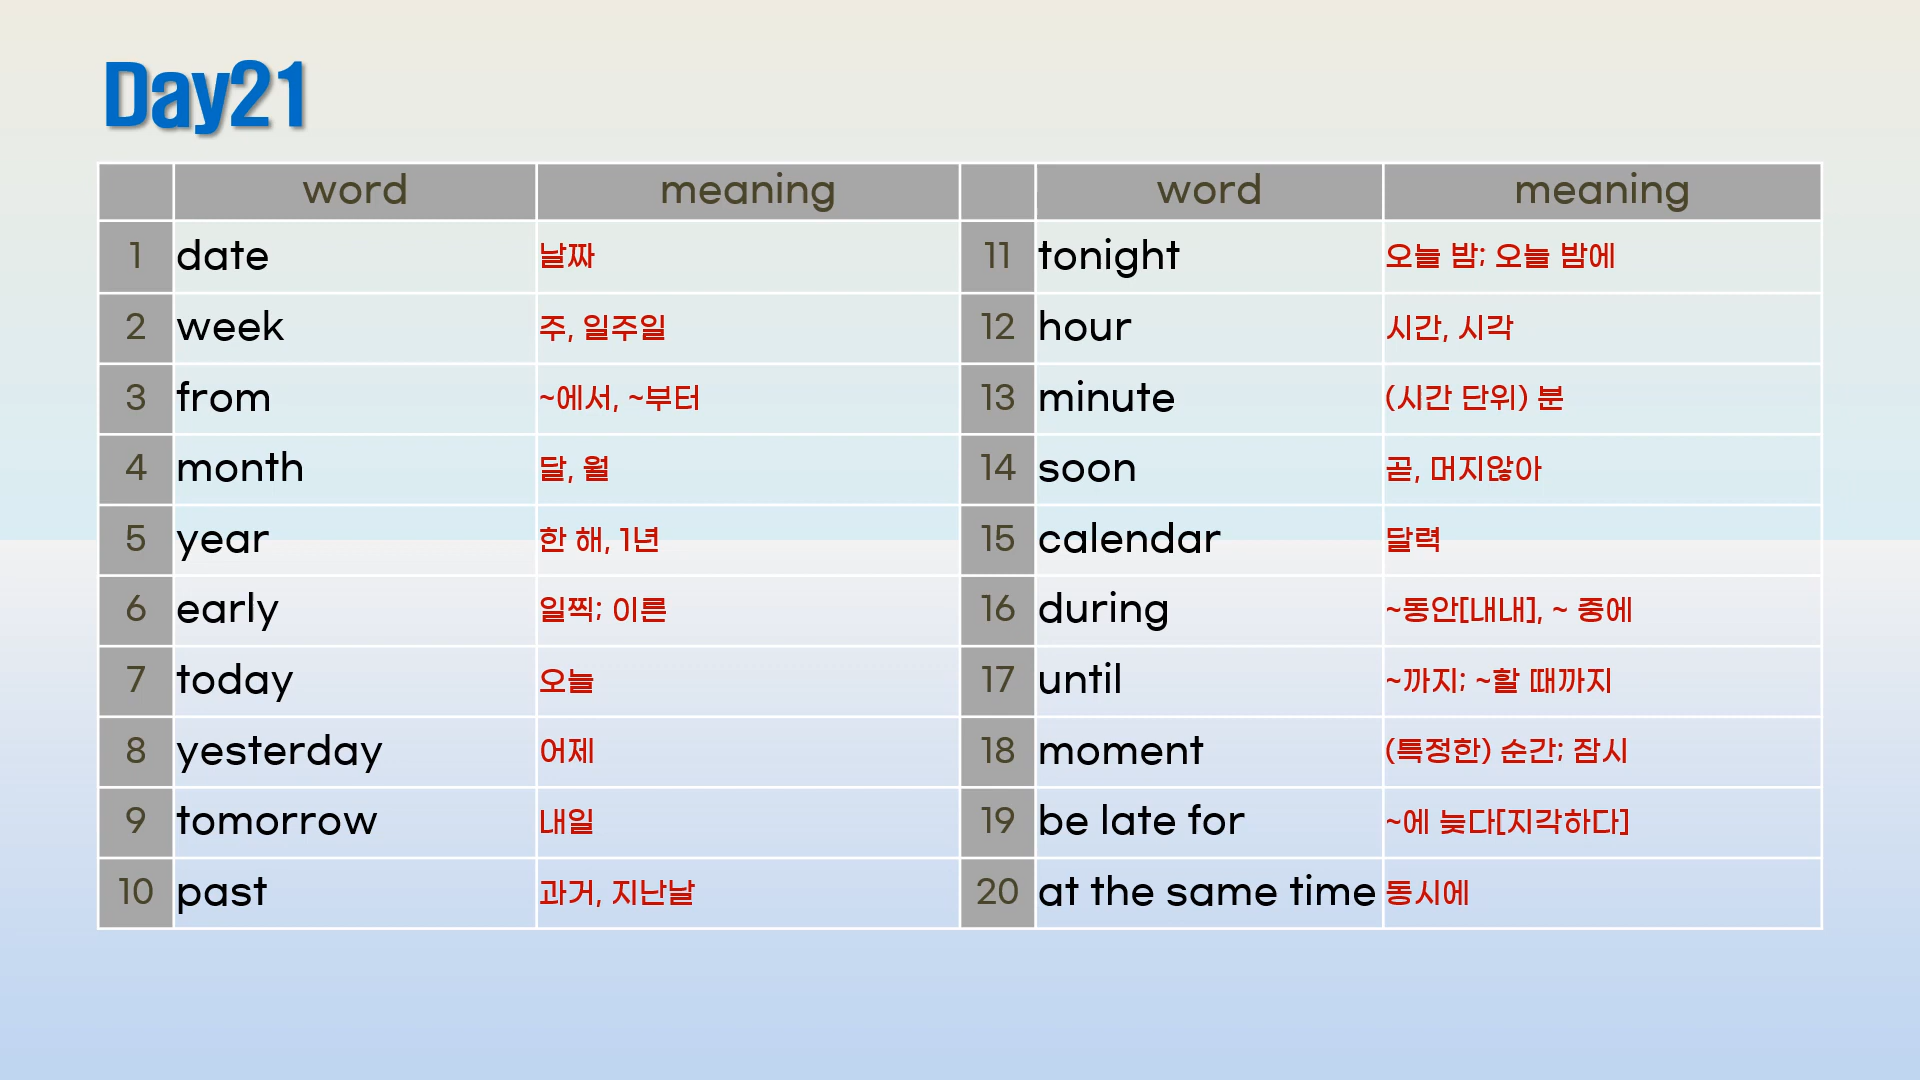 Day21
word meaning word meaning
1 date 날짜 11 tonight 오늘 밤; 오늘 밤에
2 week 주, 일주일 12 hour 시간, 시각
3 from ~에서, ~부터 13 minute (시간 단위) 분
4 month 달, 월 14 soon 곧, 머지않아
5 year 한 해, 1년 15 calendar 달력
6 early 일찍; 이른 16 during ~동안[내내], ~ 중에
7 today 오늘 17 until ~까지; ~할 때까지
8 yesterday 어제 18 moment (특정한) 순간; 잠시
9 tomorrow 내일 19 be late for ~에 늦다[지각하다]
10 past 과거, 지난날 20 at the same time 동시에